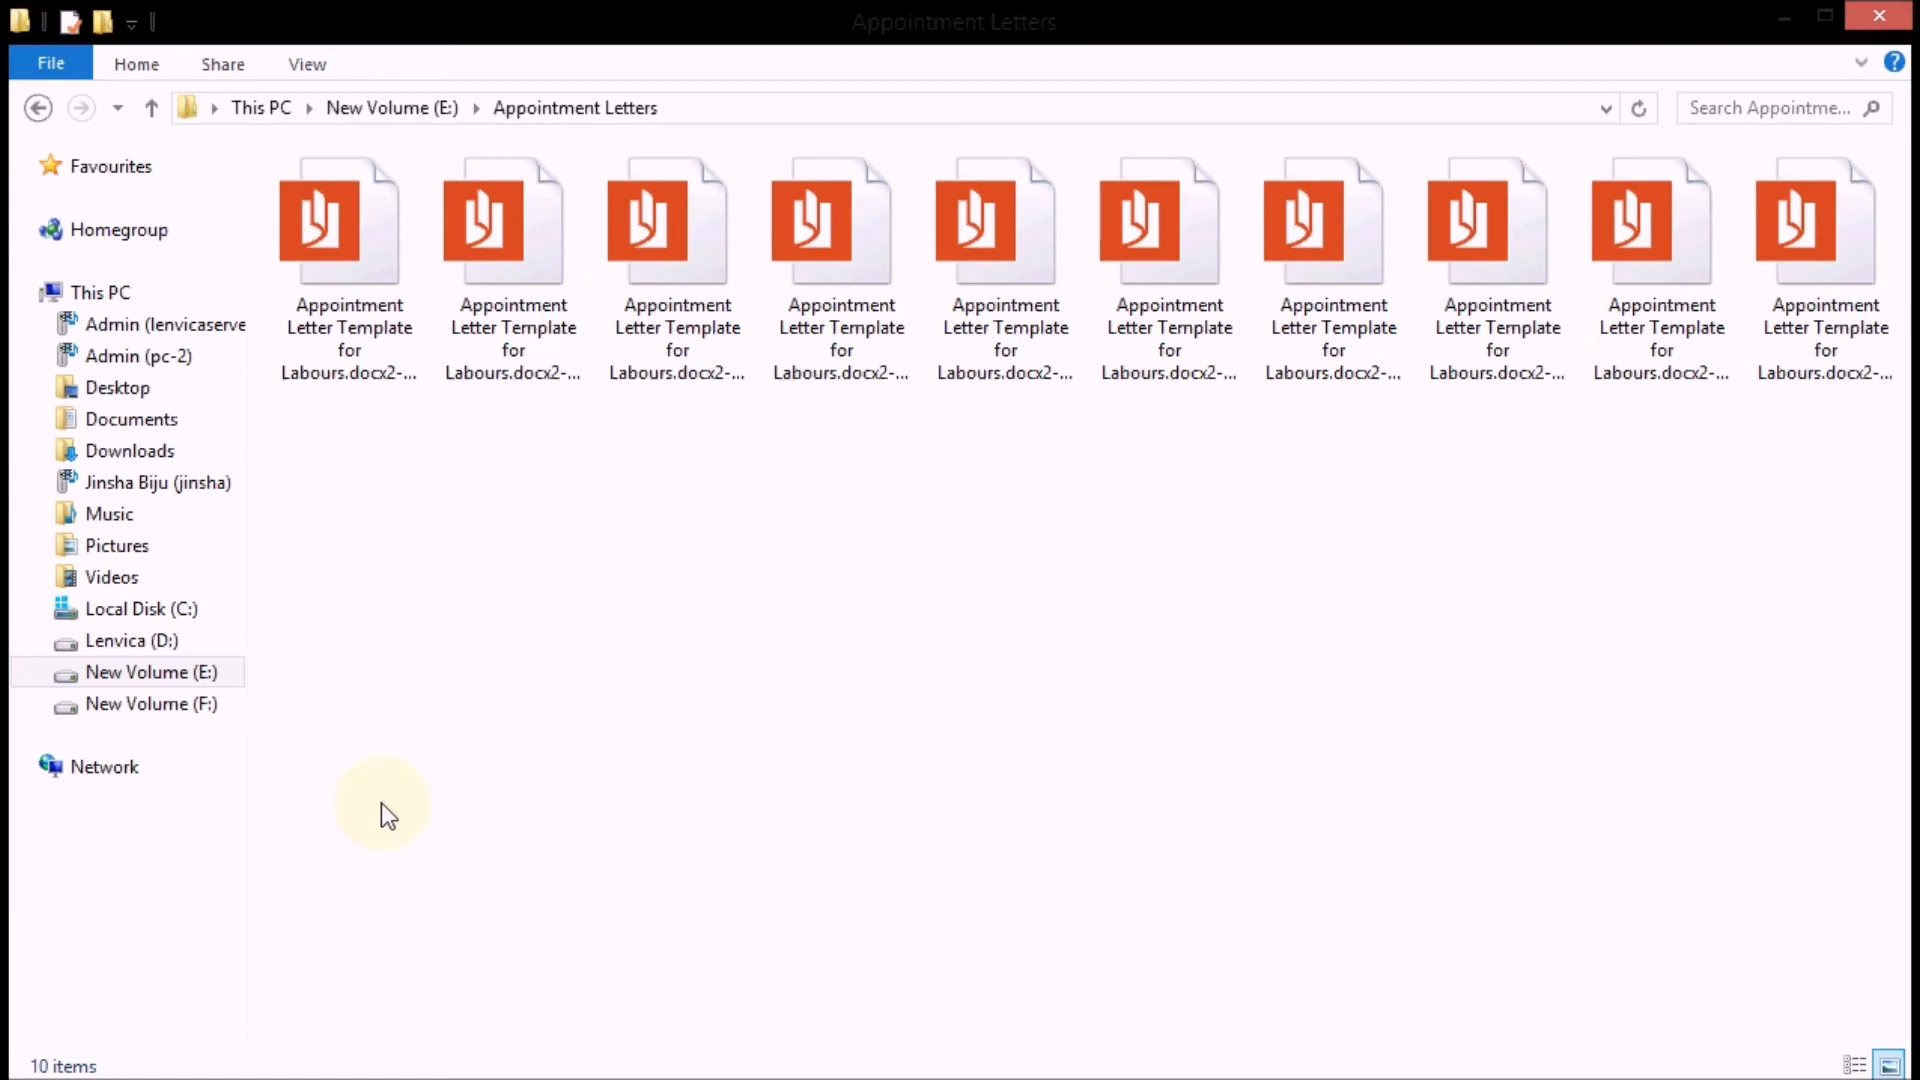 Appointment Letters
File Home Share View
This PC New Volume (E:) Appointment Letters Search Appointme...
Favourites
Homegroup
This PC
Admin (lenvicaserve
Admin (pc-2)
Desktop
Documents
Downloads
Jinsha Biju (jinsha)
Music
Pictures
Videos
Local Disk (C:)
Lenvica (D:)
New Volume (E:)
New Volume (F:)
Network
Appointment Appointment Appointment Appointment Appointment Appointment Appointment Appointment Appointment Appointment
Letter Template Letter Template Letter Template Letter Template Letter Template Letter Template Letter Template Letter Template Letter Template Letter Template
for for for for for for for for for for
Labours.docx2-... Labours.docx2-... Labours.docx2-... Labours.docx2-... Labours.docx2-... Labours.docx2-... Labours.docx2-... Labours.docx2-... Labours.docx2-... Labours.docx2-...
10 items